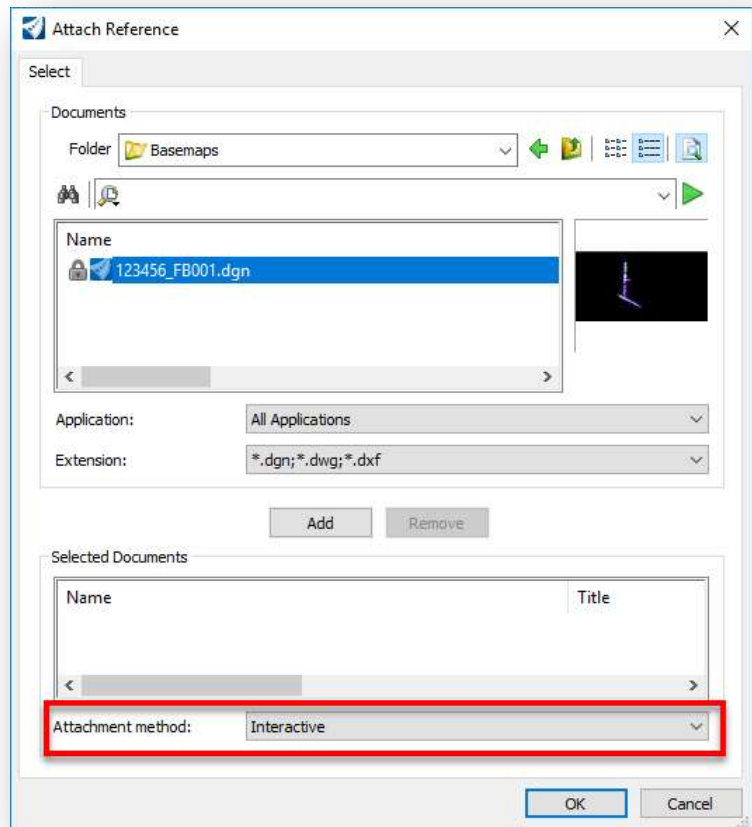 Attach Reference
Select
Documents
Folder Basemaps
Name
123456_FB001.dgn
Application: All Applications
Extension: *.dgn;*.dwg;*.dxf
Add Remove
Selected Documents
Name Title
Attachment method: Interactive
OK Cancel